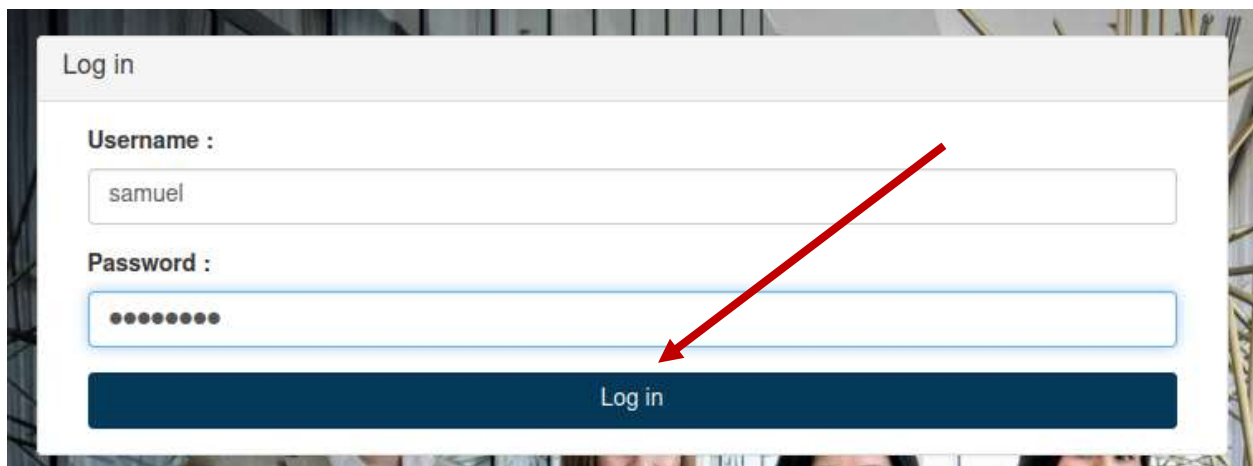 Log in
Username :
samuel
Password :
●●●●●●●●
Log in